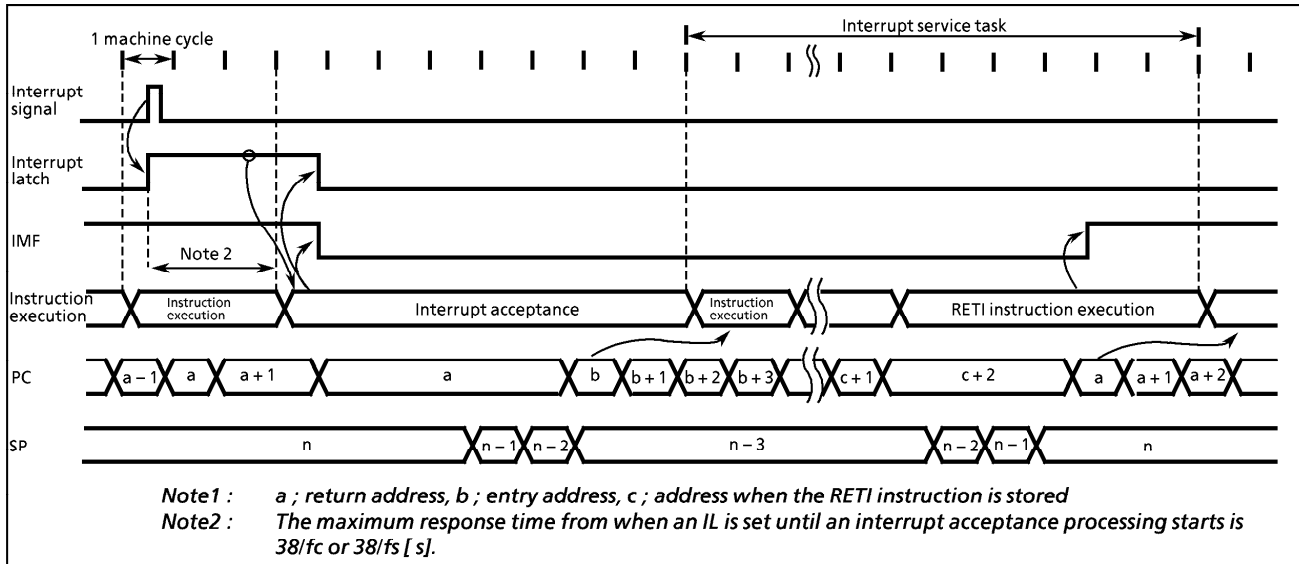 1 machine cycle
Interrupt service task
Interrupt
signal
Interrupt
latch
IMF
Note 2
Instruction
execution
Instruction
execution
Interrupt acceptance
Instruction
execution
RETI instruction execution
PC
a – 1
a
a + 1
a
b
b + 1
b + 2
b + 3
c + 1
c + 2
a
a + 1
a + 2
SP
n
n – 1
n – 2
n – 3
n – 2
n – 1
n
Note1 : a ; return address, b ; entry address, c ; address when the RETI instruction is stored
Note2 : The maximum response time from when an IL is set until an interrupt acceptance processing starts is
38/fc or 38/fs [ s].